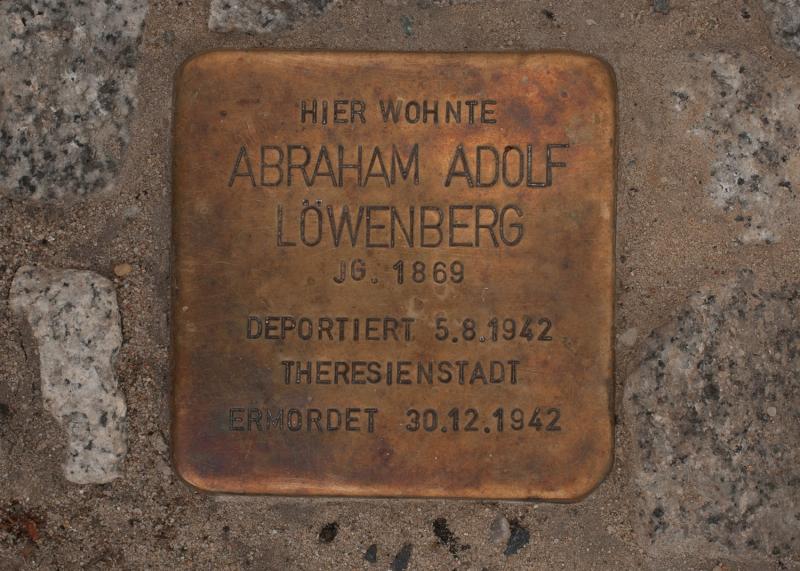 HIER WOHNTE
ABRAHAM ADOLF
LÖWENBERG
JG. 1869
DEPORTIERT 5.8.1942
THERESIENSTADT
ERMORDET 30.12.1942